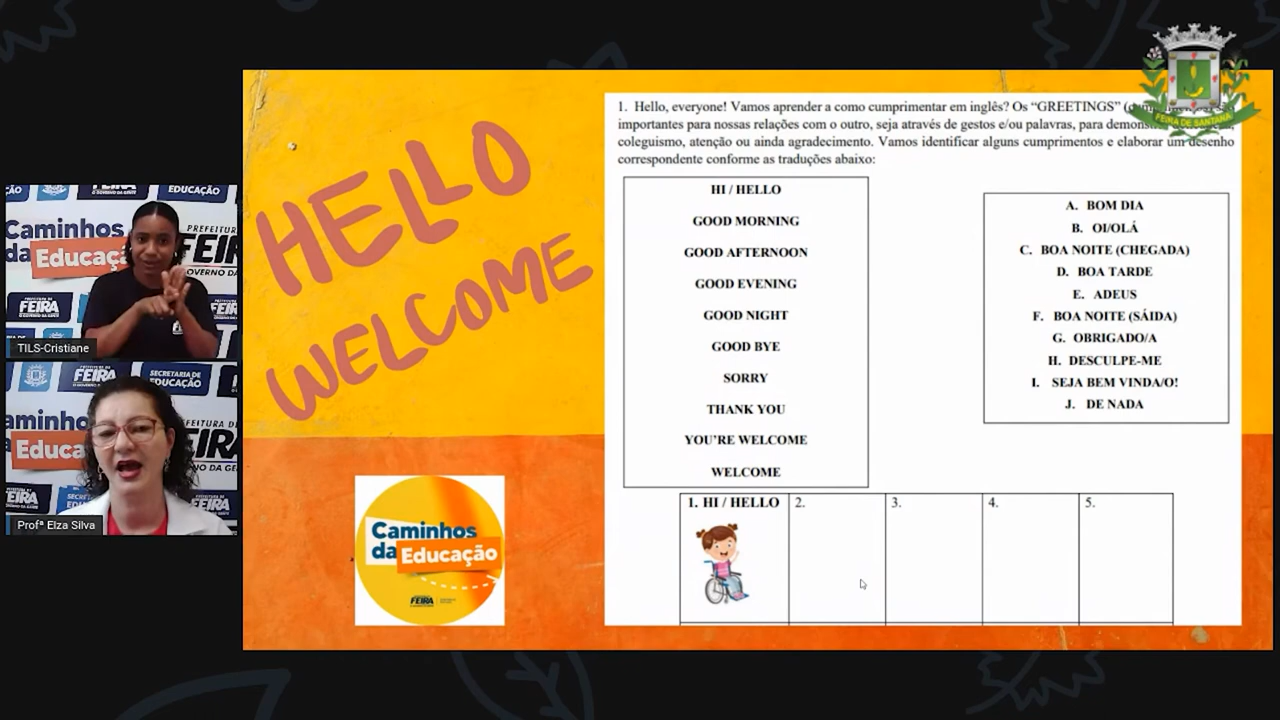 FEIRA DE SANTANA
HELLO
WELCOME
1. Hello, everyone! Vamos aprender a como cumprimentar em inglês? Os “GREETINGS”
importantes para nossas relações com o outro, seja através de gestos e/ou palavras, para
coleguismo, atenção ou ainda agradecimento. Vamos identificar alguns cumprimentos e elaborar um desenho
correspondente conforme as traduções abaixo:
HI / HELLO
GOOD MORNING
GOOD AFTERNOON
GOOD EVENING
GOOD NIGHT
GOOD BYE
SORRY
THANK YOU
YOU’RE WELCOME
WELCOME
A. BOM DIA
B. OI/OLÁ
C. BOA NOITE (CHEGADA)
D. BOA TARDE
E. ADEUS
F. BOA NOITE (SÁIDA)
G. OBRIGADO/A
H. DESCULPE-ME
I. SEJA BEM VINDA/O!
J. DE NADA
1. HI / HELLO
2.
3.
4.
5.
Caminhos
da Educação
FEIRA
EDUCAÇÃO
Caminhos
da
PREFEITURA
FEIRA
TILS-Cristiane
SECRETARIA DE
EDUCAÇÃO
FEIRA
Profª Elza Silva